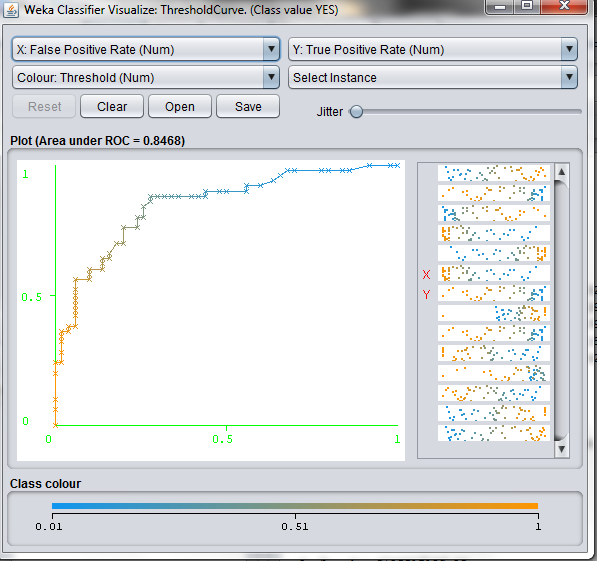 Weka Classifier Visualize: ThresholdCurve. (Class value YES)
X: False Positive Rate (Num)
Y: True Positive Rate (Num)
Colour: Threshold (Num)
Select Instance
Reset
Clear
Open
Save
Jitter
Plot (Area under ROC = 0.8468)
1
0.5
0
0
0.5
1
X
Y
Class colour
0.01
0.51
1